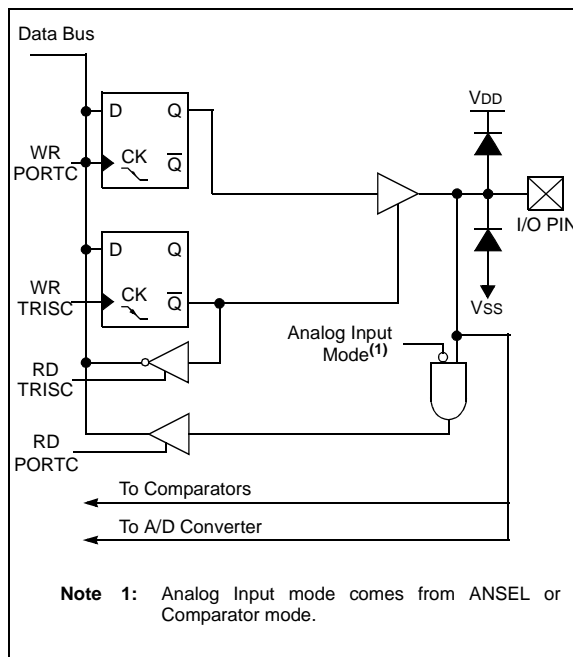 Data Bus
D Q
WR
PORTC
CK Q
VDD
I/O PIN
D Q
WR
TRISC
CK Q
VSS
Analog Input
Mode(1)
RD
TRISC
RD
PORTC
To Comparators
To A/D Converter
Note 1: Analog Input mode comes from ANSEL or
Comparator mode.